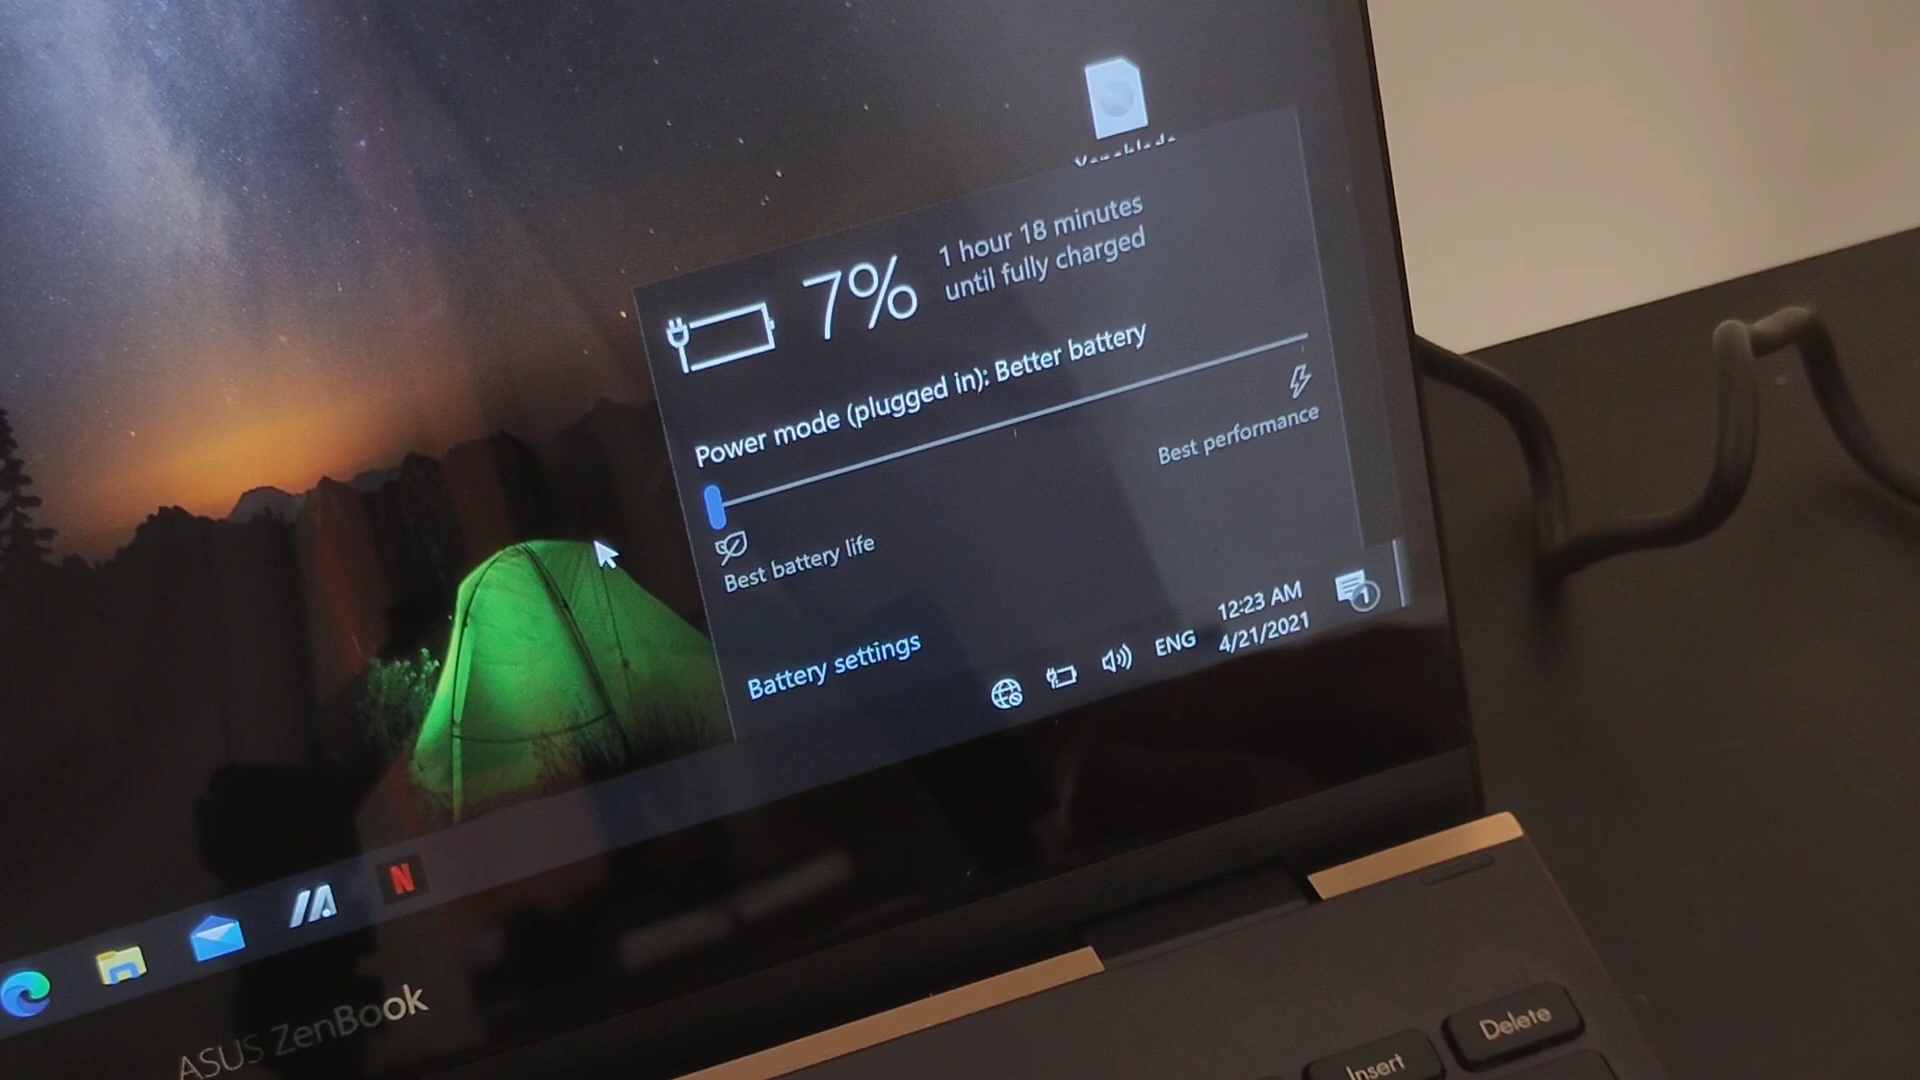 7%
1 hour 18 minutes
until fully charged
Power mode (plugged in): Better battery
Best performance
Best battery life
Battery settings
ENG
12:23 AM
4/21/2021
1
N
ASUS ZenBook
Delete
Insert